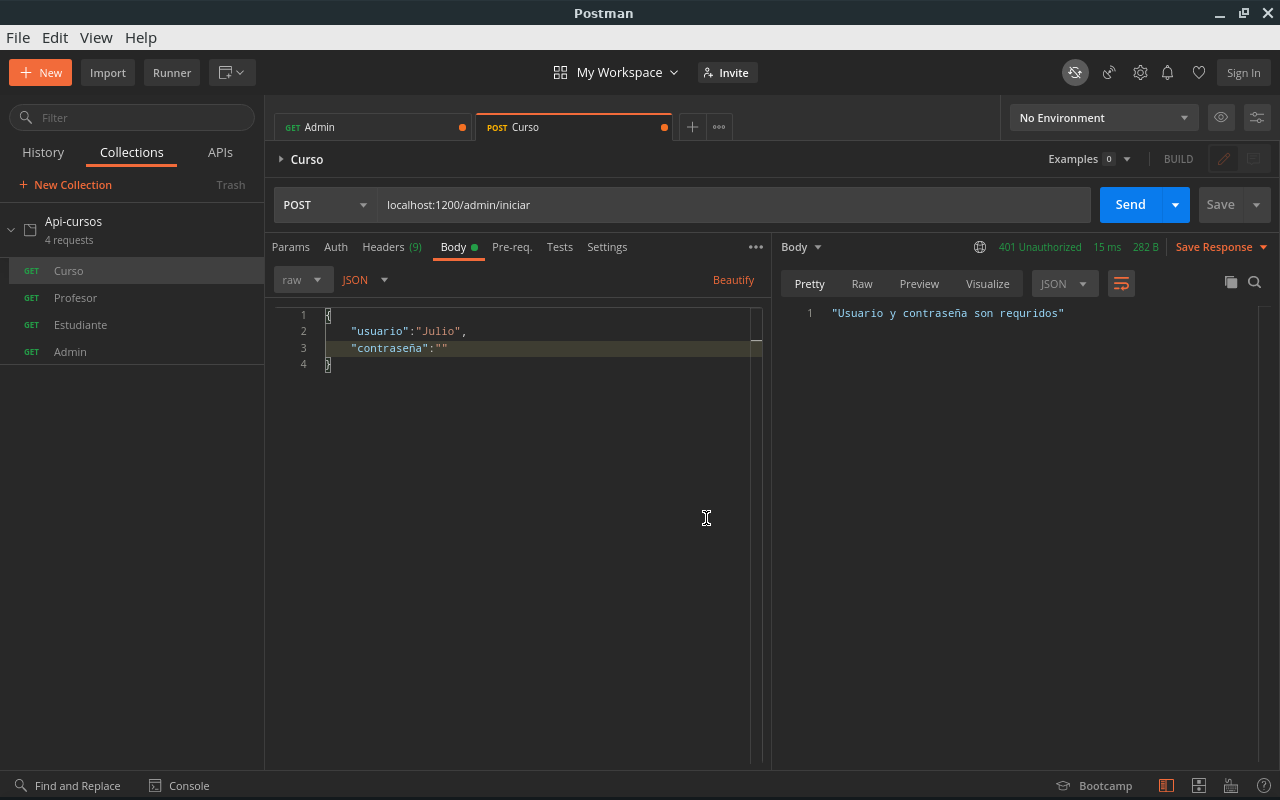 Postman
File Edit View Help
New Import Runner My Workspace Invite Sign In
Filter
History Collections APIs
New Collection Trash
Api-cursos
4 requests
GET Curso
GET Profesor
GET Estudiante
GET Admin
GET Admin POST Curso No Environment
Curso Examples 0 BUILD
POST localhost:1200/admin/iniciar Send Save
Params Auth Headers (9) Body Pre-req. Tests Settings
raw JSON Beautify
1 {
2 "usuario":"Julio",
3 "contraseña":""
4 }
Body 401 Unauthorized 15 ms 282 B Save Response
Pretty Raw Preview Visualize JSON
1 "Usuario y contraseña son requridos"
Find and Replace Console Bootcamp